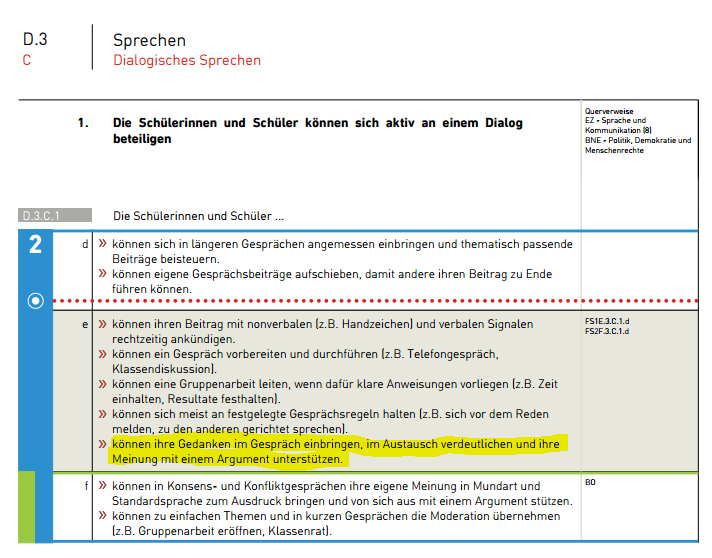 D.3
Sprechen
C
Dialogisches Sprechen
1.
Die Schülerinnen und Schüler können sich aktiv an einem Dialog
beteiligen
Querverweise
EZ - Sprache und
Kommunikation (8)
BNE - Politik, Demokratie und
Menschenrechte
D.3.C.1
Die Schülerinnen und Schüler ...
2
d
» können sich in längeren Gesprächen angemessen einbringen und thematisch passende
Beiträge beisteuern.
» können eigene Gesprächsbeiträge aufschieben, damit andere ihren Beitrag zu Ende
führen können.
e
» können ihren Beitrag mit nonverbalen (z.B. Handzeichen) und verbalen Signalen
rechtzeitig ankündigen.
» können ein Gespräch vorbereiten und durchführen (z.B. Telefongespräch,
Klassendiskussion).
» können eine Gruppenarbeit leiten, wenn dafür klare Anweisungen vorliegen (z.B. Zeit
einhalten, Resultate festhalten).
» können sich meist an festgelegte Gesprächsregeln halten (z.B. sich vor dem Reden
melden, zu den anderen gerichtet sprechen).
» können ihre Gedanken im Gespräch einbringen, im Austausch verdeutlichen und ihre
Meinung mit einem Argument unterstützen.
FS1E.3.C.1.d
FS2F.3.C.1.d
f
» können in Konsens- und Konfliktgesprächen ihre eigene Meinung in Mundart und
Standardsprache zum Ausdruck bringen und von sich aus mit einem Argument stützen.
» können zu einfachen Themen und in kurzen Gesprächen die Moderation übernehmen
(z.B. Gruppenarbeit eröffnen, Klassenrat).
BO